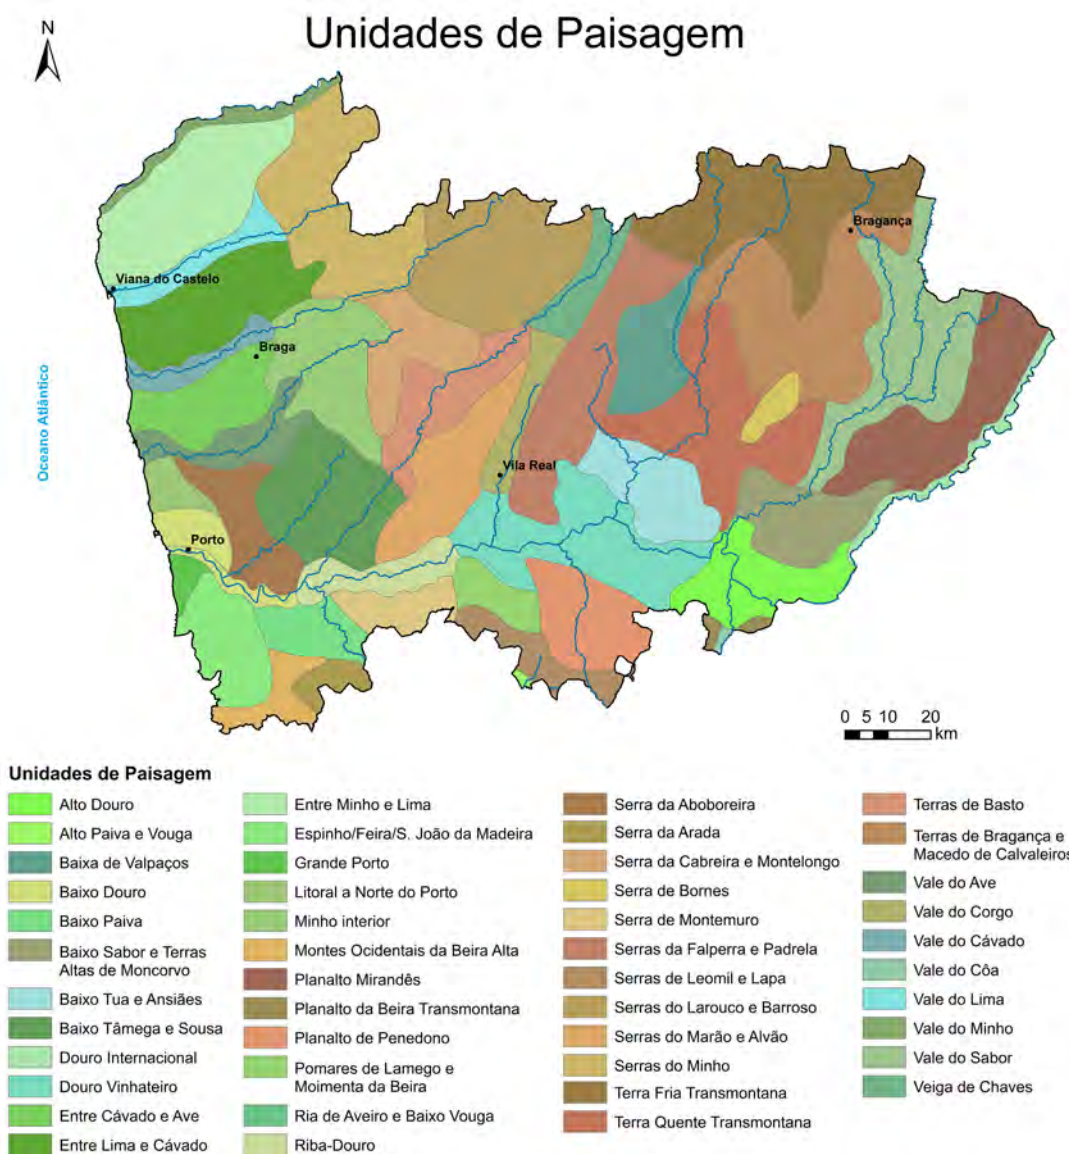 Unidades de Paisagem
N
Bragança
Viana do Castelo
Braga
Oceano Atlântico
Vila Real
Porto
0 5 10 20
km
Unidades de Paisagem
Alto Douro
Alto Paiva e Vouga
Baixa de Valpaços
Baixo Douro
Baixo Paiva
Baixo Sabor e Terras
Altas de Moncorvo
Baixo Tua e Ansiães
Baixo Tâmega e Sousa
Douro Internacional
Douro Vinhateiro
Entre Cávado e Ave
Entre Lima e Cávado
Entre Minho e Lima
Espinho/Feira/S. João da Madeira
Grande Porto
Litoral a Norte do Porto
Minho interior
Montes Ocidentais da Beira Alta
Planalto Mirandês
Planalto da Beira Transmontana
Planalto de Penedono
Pomares de Lamego e
Moimenta da Beira
Ria de Aveiro e Baixo Vouga
Riba-Douro
Serra da Aboboreira
Serra da Arada
Serra da Cabreira e Montelongo
Serra de Bornes
Serra de Montemuro
Serras da Falperra e Padrela
Serras de Leomil e Lapa
Serras do Larouco e Barroso
Serras do Marão e Alvão
Serras do Minho
Terra Fria Transmontana
Terra Quente Transmontana
Terras de Basto
Terras de Bragança e
Macedo de Calvaleiros
Vale do Ave
Vale do Corgo
Vale do Cávado
Vale do Côa
Vale do Lima
Vale do Minho
Vale do Sabor
Veiga de Chaves